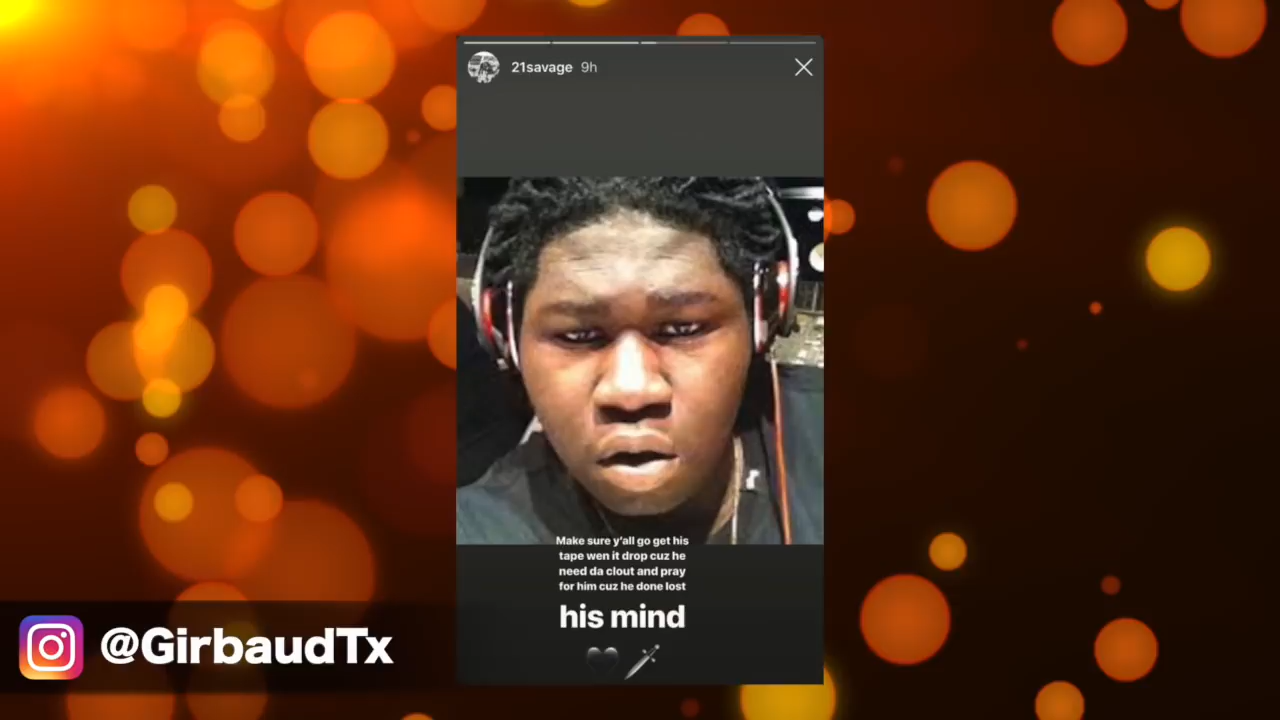 21savage 9h
Make sure y'all go get his
tape wen it drop cuz he
need da clout and pray
for him cuz he done lost
his mind
@GirbaudTx